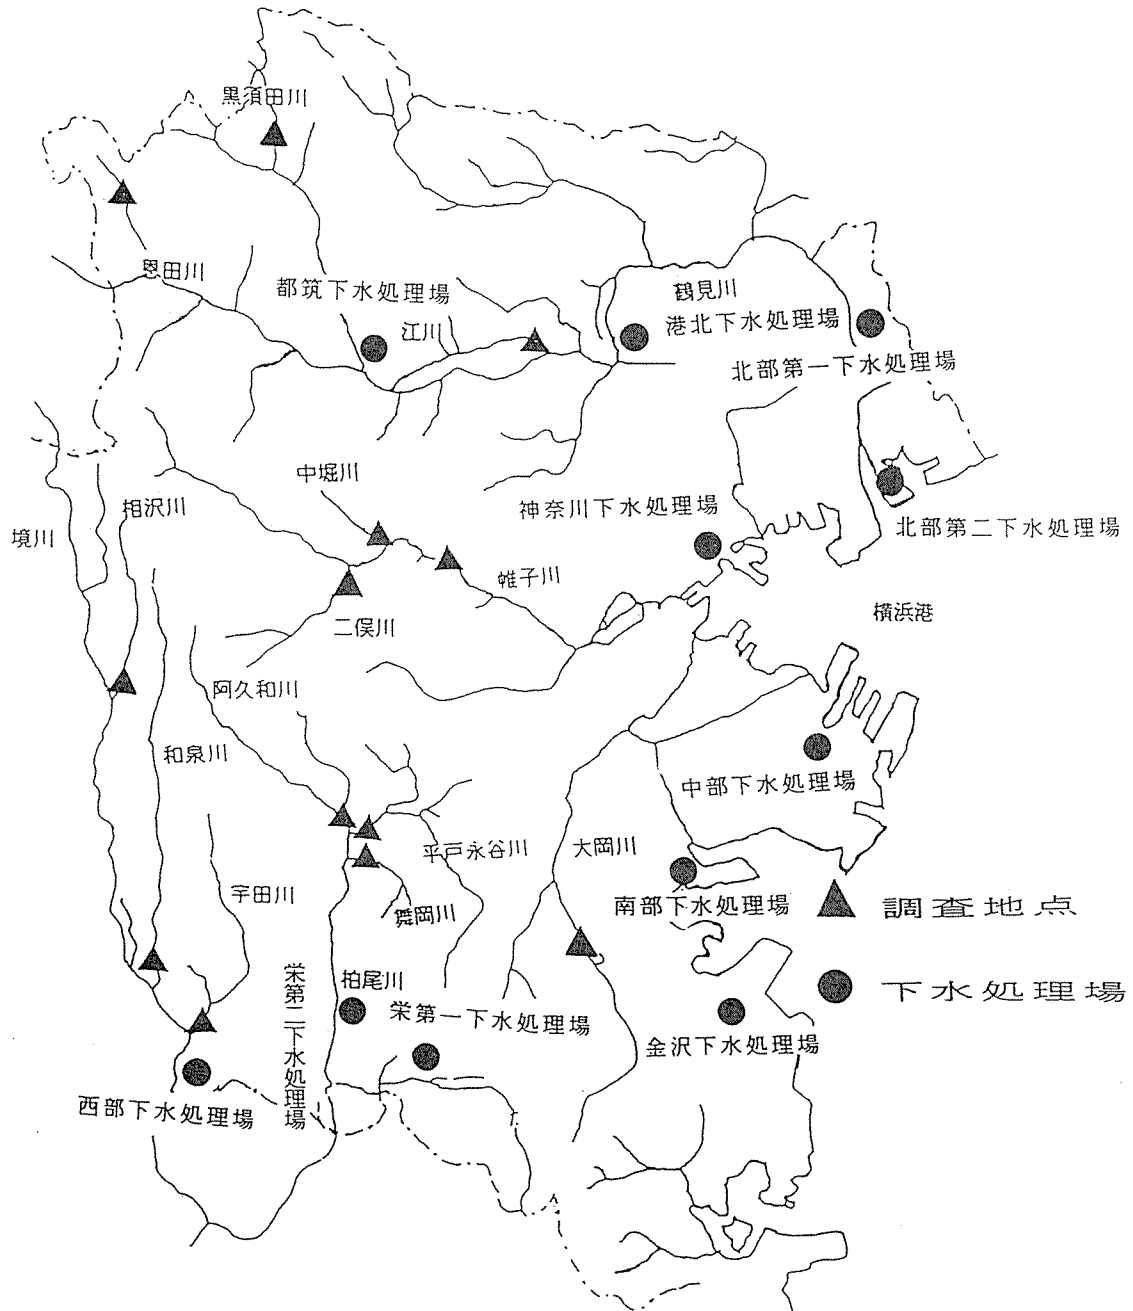 黒須田川
恩田川
都筑下水処理場
鶴見川
江川
港北下水処理場
北部第一下水処理場
中堀川
相沢川
神奈川下水処理場
境川
北部第二下水処理場
帷子川
横浜港
二俣川
阿久和川
和泉川
中部下水処理場
平戸永谷川
大岡川
宇田川
舞岡川
南部下水処理場
調査地点
柏尾川
栄第二下水処理場
栄第一下水処理場
下水処理場
金沢下水処理場
西部下水処理場